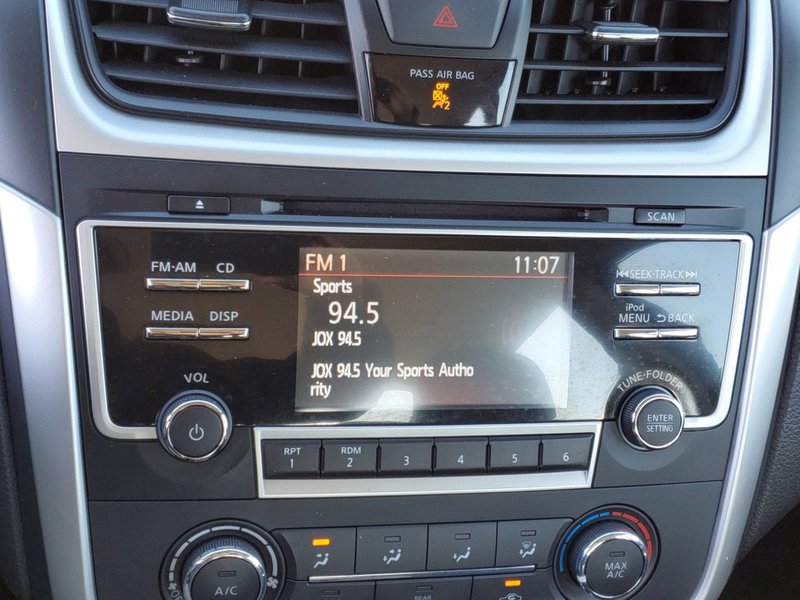 PASS AIR BAG
OFF
2
SCAN
FM·AM CD
MEDIA DISP
VOL
FM 1 11:07
Sports
94.5
JOX 94.5
JOX 94.5 Your Sports Autho
rity
SEEK·TRACK
iPod
MENU BACK
TUNE·FOLDER
ENTER
SETTING
RPT
1
RDM
2
3
4
5
6
A/C
MAX
A/C
REAR